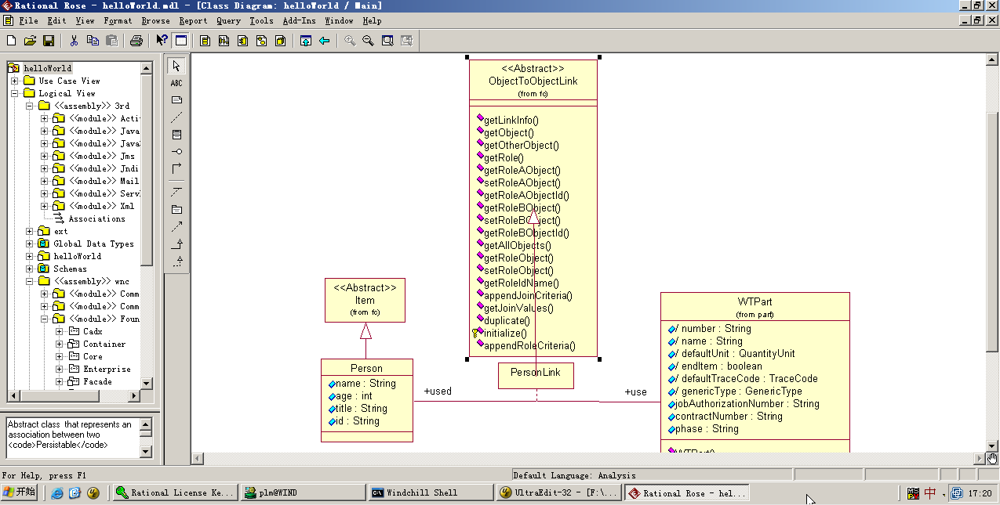 Rational Rose - helloWorld.mdl - [Class Diagram: helloWorld / Main]
File Edit View Format Browse Report Query Tools Add-Ins Window Help
helloWorld
Use Case View
Logical View
<<assembly>> 3rd
<<module>> Acti
<<module>> Java
<<module>> Java
<<module>> Jms
<<module>> Jndi
<<module>> Mail
<<module>> Serv
<<module>> Xml
Associations
ext
Global Data Types
helloWorld
Schemas
<<assembly>> wnc
<<module>> Comm
<<module>> Comm
<<module>> Foun
Cadx
Container
Core
Enterprise
Facade
Abstract class that represents an
association between two
<code>Persistable</code>
ABC
<<Abstract>>
ObjectToObjectLink
(from fc)
getLinkInfo()
getObject()
getOtherObject()
getRole()
getRoleAObject()
setRoleAObject()
getRoleAObjectId()
getRoleBObject()
setRoleBObject()
getRoleBObjectId()
getAllObjects()
getRoleObject()
setRoleObject()
getRoleIdName()
appendJoinCriteria()
getJoinValues()
duplicate()
initialize()
appendRoleCriteria()
<<Abstract>>
Item
(from fc)
Person
name : String
age : int
title : String
id : String
+used
PersonLink
+use
WTPart
(from part)
/ number : String
/ name : String
/ defaultUnit : QuantityUnit
/ endItem : boolean
/ defaultTraceCode : TraceCode
/ genericType : GenericType
jobAuthorizationNumber : String
contractNumber : String
phase : String
WTPart()
For Help, press F1
Default Language: Analysis
开始
Rational License Ke...
plm@WIND
Windchill Shell
UltraEdit-32 - [F:\...
Rational Rose - hel...
中
17:20